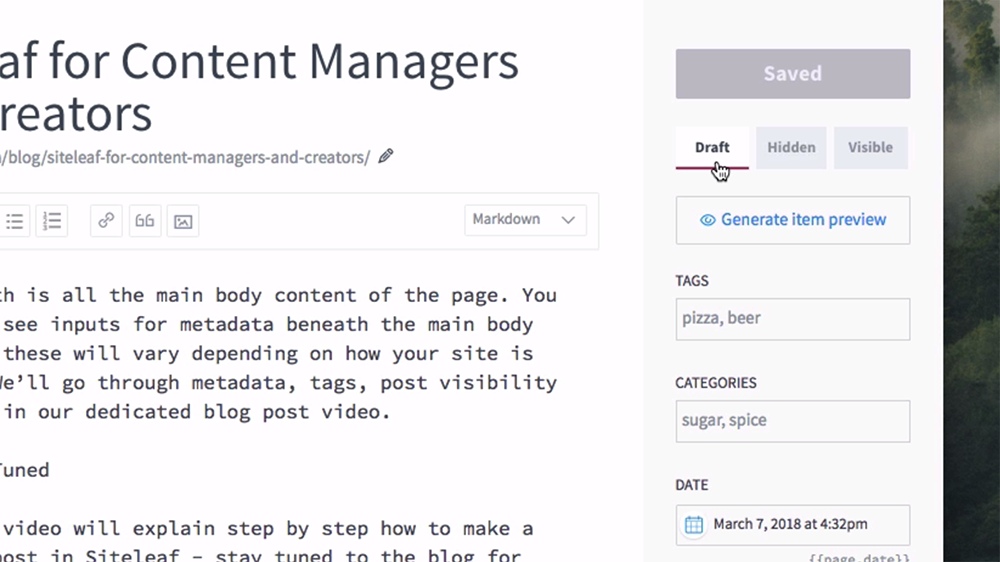 af for Content Managers
reators
/blog/siteleaf-for-content-managers-and-creators/
Markdown
th is all the main body content of the page. You
see inputs for metadata beneath the main body
these will vary depending on how your site is
We’ll go through metadata, tags, post visibility
in our dedicated blog post video.
Tuned
video will explain step by step how to make a
post in Siteleaf – stay tuned to the blog for
Saved
Draft
Hidden
Visible
Generate item preview
TAGS
pizza, beer
CATEGORIES
sugar, spice
DATE
March 7, 2018 at 4:32pm
{{page.date}}